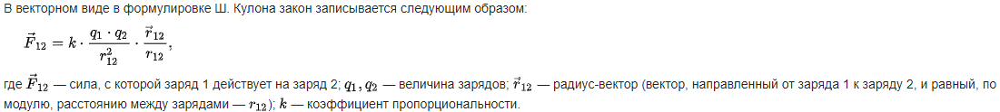 В векторном виде в формулировке Ш. Кулона закон записывается следующим образом:
$\vec{F}_{12} = k \cdot \frac{q_1 \cdot q_2}{r_{12}^2} \cdot \frac{\vec{r}_{12}}{r_{12}},$
где $\vec{F}_{12}$ — сила, с которой заряд 1 действует на заряд 2; $q_1, q_2$ — величина зарядов; $\vec{r}_{12}$ — радиус-вектор (вектор, направленный от заряда 1 к заряду 2, и равный, по
модулю, расстоянию между зарядами — $r_{12}$); $k$ — коэффициент пропорциональности.